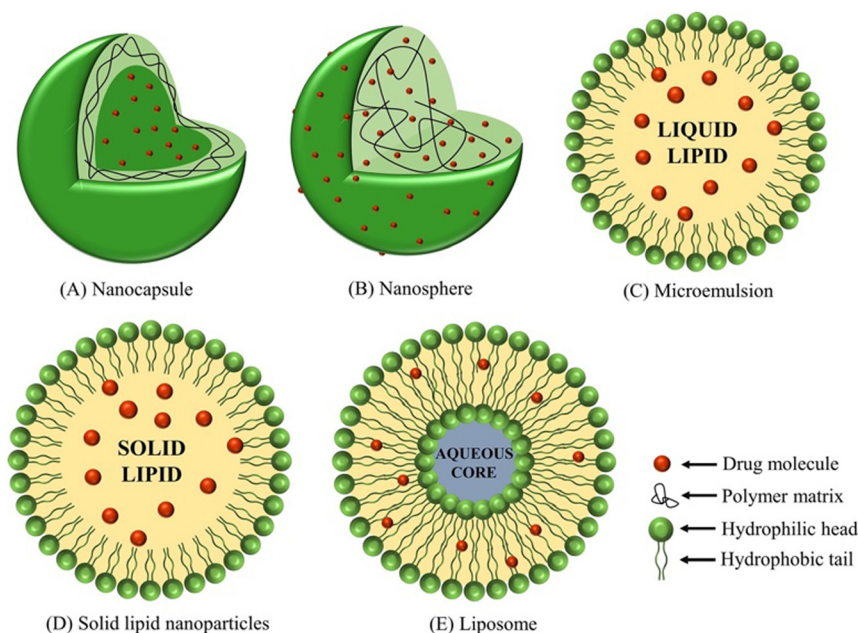 (A) Nanocapsule
(B) Nanosphere
LIQUID
LIPID
(C) Microemulsion
SOLID
LIPID
(D) Solid lipid nanoparticles
AQUEOUS
CORE
(E) Liposome
Drug molecule
Polymer matrix
Hydrophilic head
Hydrophobic tail